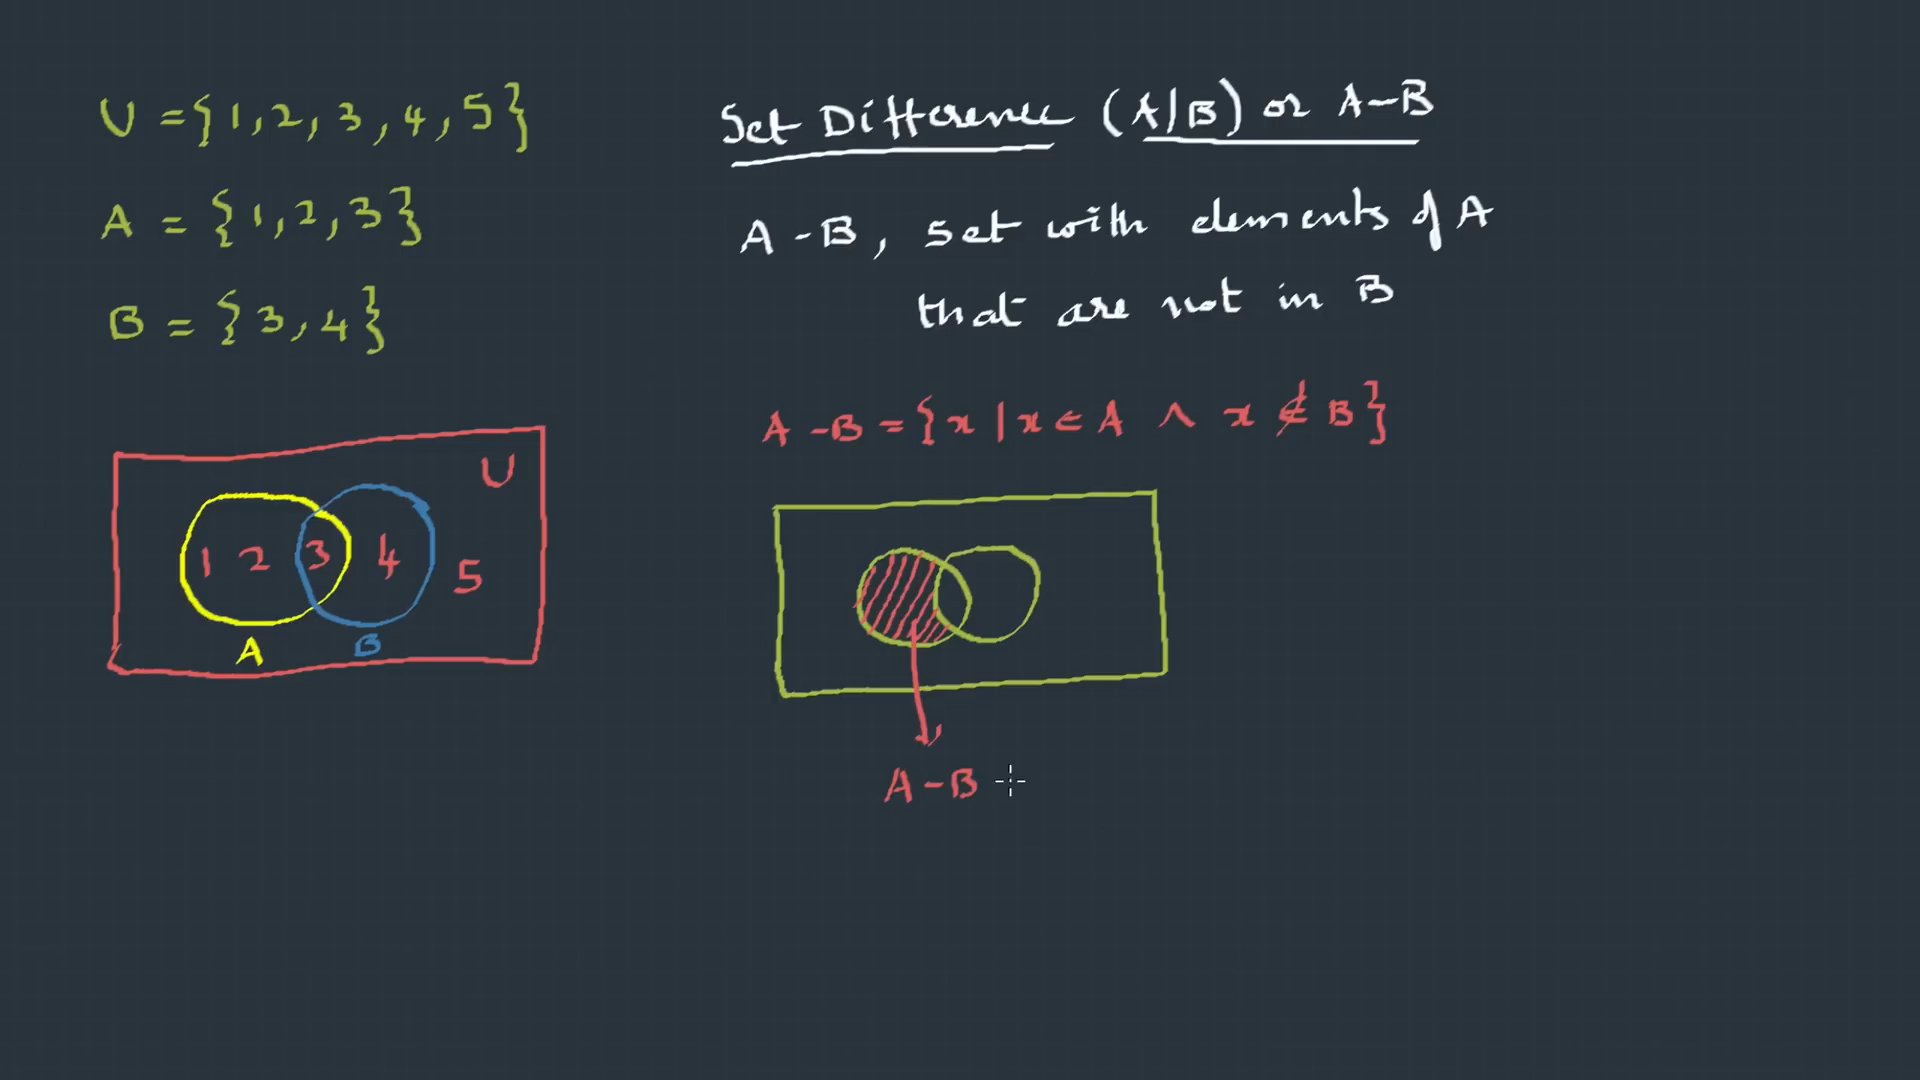 U = {1, 2, 3, 4, 5}
A = {1, 2, 3}
B = {3, 4}
U
1 2 3 4 5
A B
Set Difference (A/B) or A-B
A-B, set with elements of A
that are not in B
A-B = {x | x ∈ A ∧ x ∉ B}
A-B